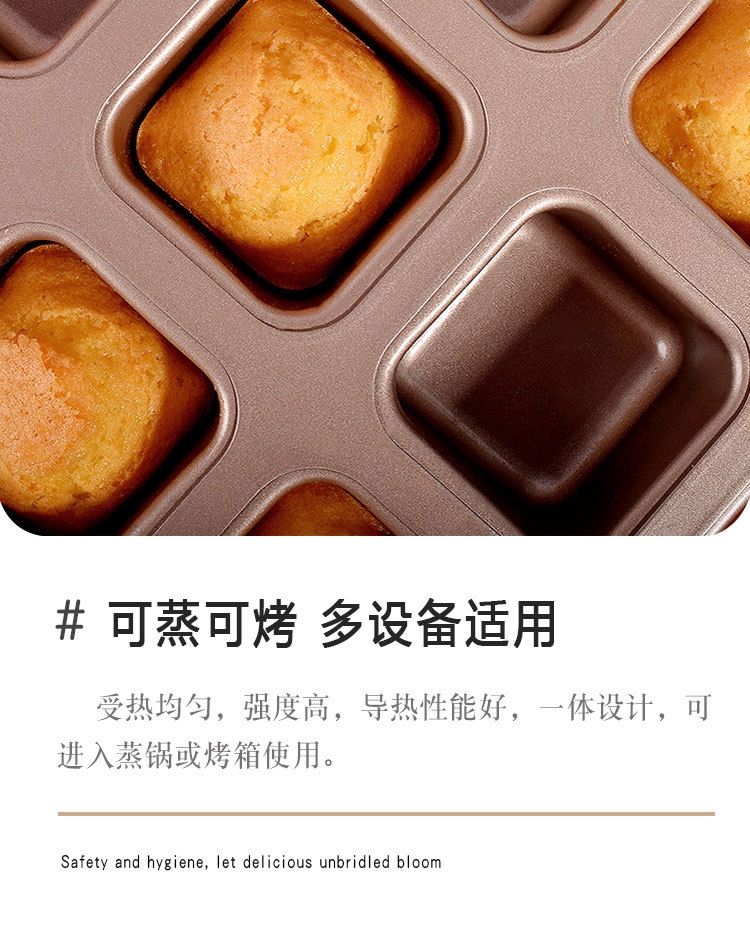 # 可蒸可烤 多设备适用
受热均匀，强度高，导热性能好，一体设计，可
进入蒸锅或烤箱使用。
Safety and hygiene, let delicious unbridled bloom